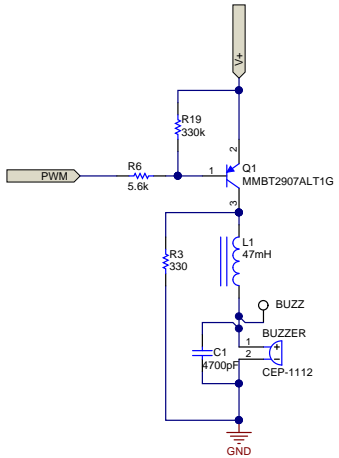 V+
R19
330k
2
Q1
MMBT2907ALT1G
R6
1
PWM
5.6k
3
R3
330
L1
47mH
BUZZ
BUZZER
1
2
C1
4700pF
CEP-1112
GND